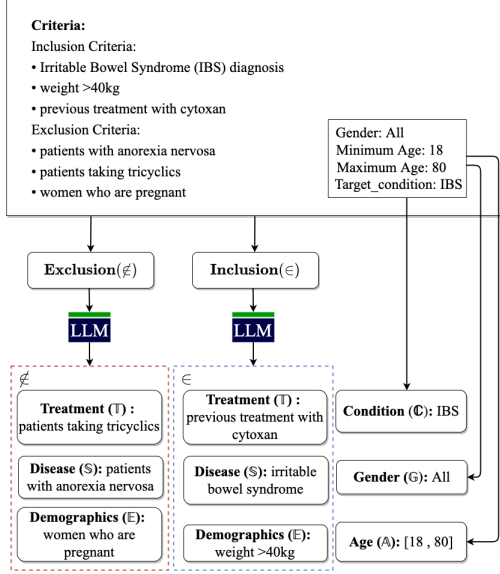 Criteria:
Inclusion Criteria:
• Irritable Bowel Syndrome (IBS) diagnosis
• weight >40kg
• previous treatment with cytoxan
Exclusion Criteria:
• patients with anorexia nervosa
• patients taking tricyclics
• women who are pregnant
Gender: All
Minimum Age: 18
Maximum Age: 80
Target_condition: IBS
Exclusion(∉)
Inclusion(∈)
LLM
LLM
∉
Treatment (𝕋) :
patients taking tricyclics
Disease (𝕊): patients
with anorexia nervosa
Demographics (𝔼):
women who are
pregnant
∈
Treatment (𝕋) :
previous treatment with
cytoxan
Disease (𝕊): irritable
bowel syndrome
Demographics (𝔼):
weight >40kg
Condition (ℂ): IBS
Gender (𝔾): All
Age (𝔸): [18 , 80]